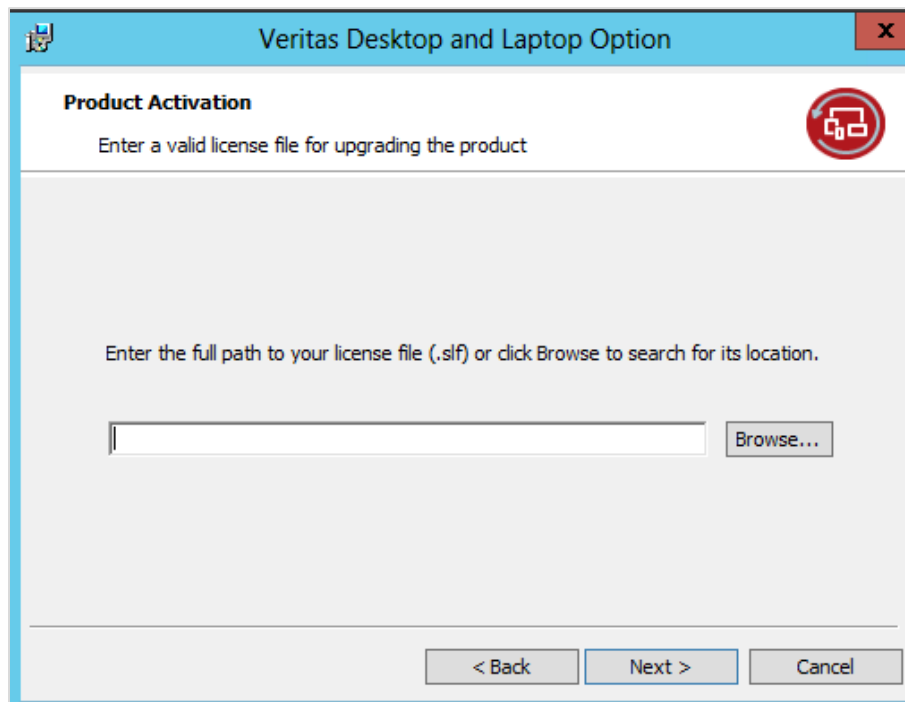 Veritas Desktop and Laptop Option
x
Product Activation
Enter a valid license file for upgrading the product
Enter the full path to your license file (.slf) or click Browse to search for its location.
Browse...
< Back
Next >
Cancel